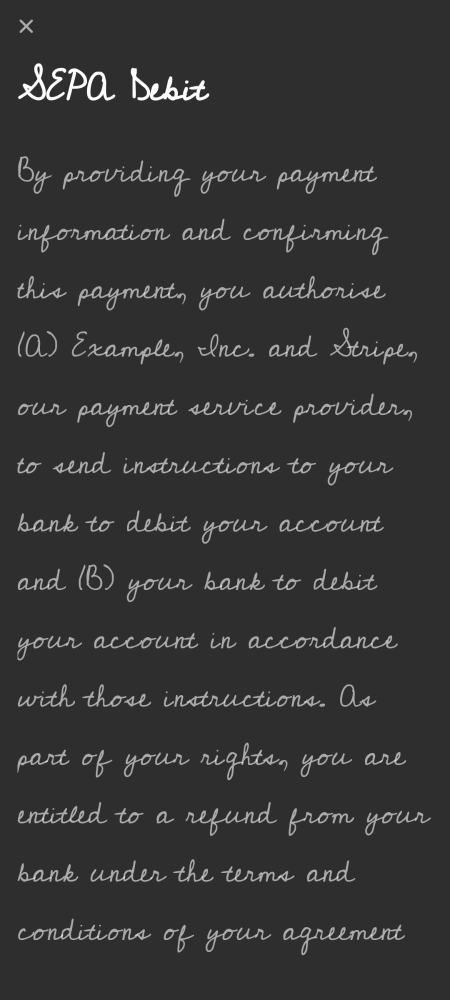 SEPA Debit
By providing your payment
information and confirming
this payment, you authorise
(A) Example, Inc. and Stripe,
our payment service provider,
to send instructions to your
bank to debit your account
and (B) your bank to debit
your account in accordance
with those instructions. As
part of your rights, you are
entitled to a refund from your
bank under the terms and
conditions of your agreement